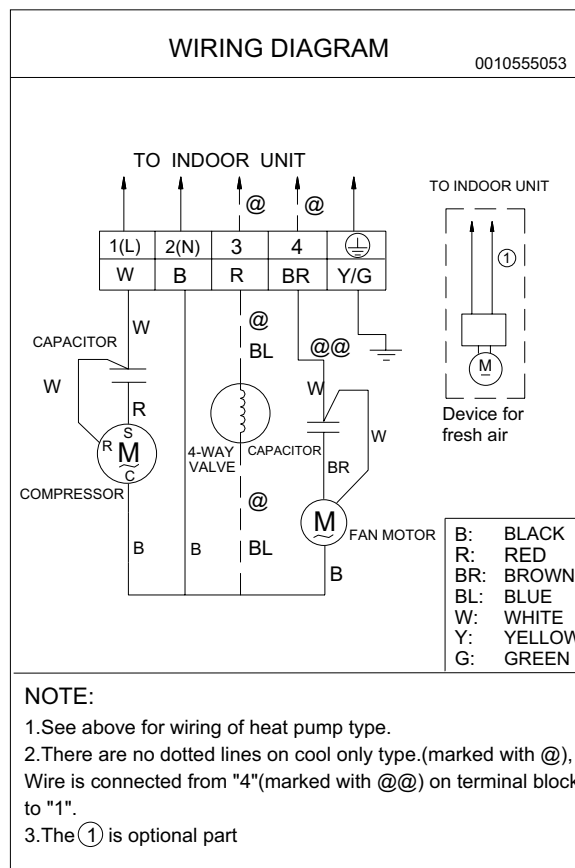 WIRING DIAGRAM
0010555053
TO INDOOR UNIT
@ @
1(L) 2(N) 3 4
W B R BR Y/G
W
CAPACITOR
W
R
S
R
M
C
COMPRESSOR
B
B
@
BL
4-WAY
VALVE
@
BL
@@
W
CAPACITOR
W
BR
M
FAN MOTOR
B
TO INDOOR UNIT
1
M
Device for
fresh air
B: BLACK
R: RED
BR: BROWN
BL: BLUE
W: WHITE
Y: YELLOW
G: GREEN
NOTE:
1.See above for wiring of heat pump type.
2.There are no dotted lines on cool only type.(marked with @),
Wire is connected from "4"(marked with @@) on terminal block
to "1".
3.The 1 is optional part